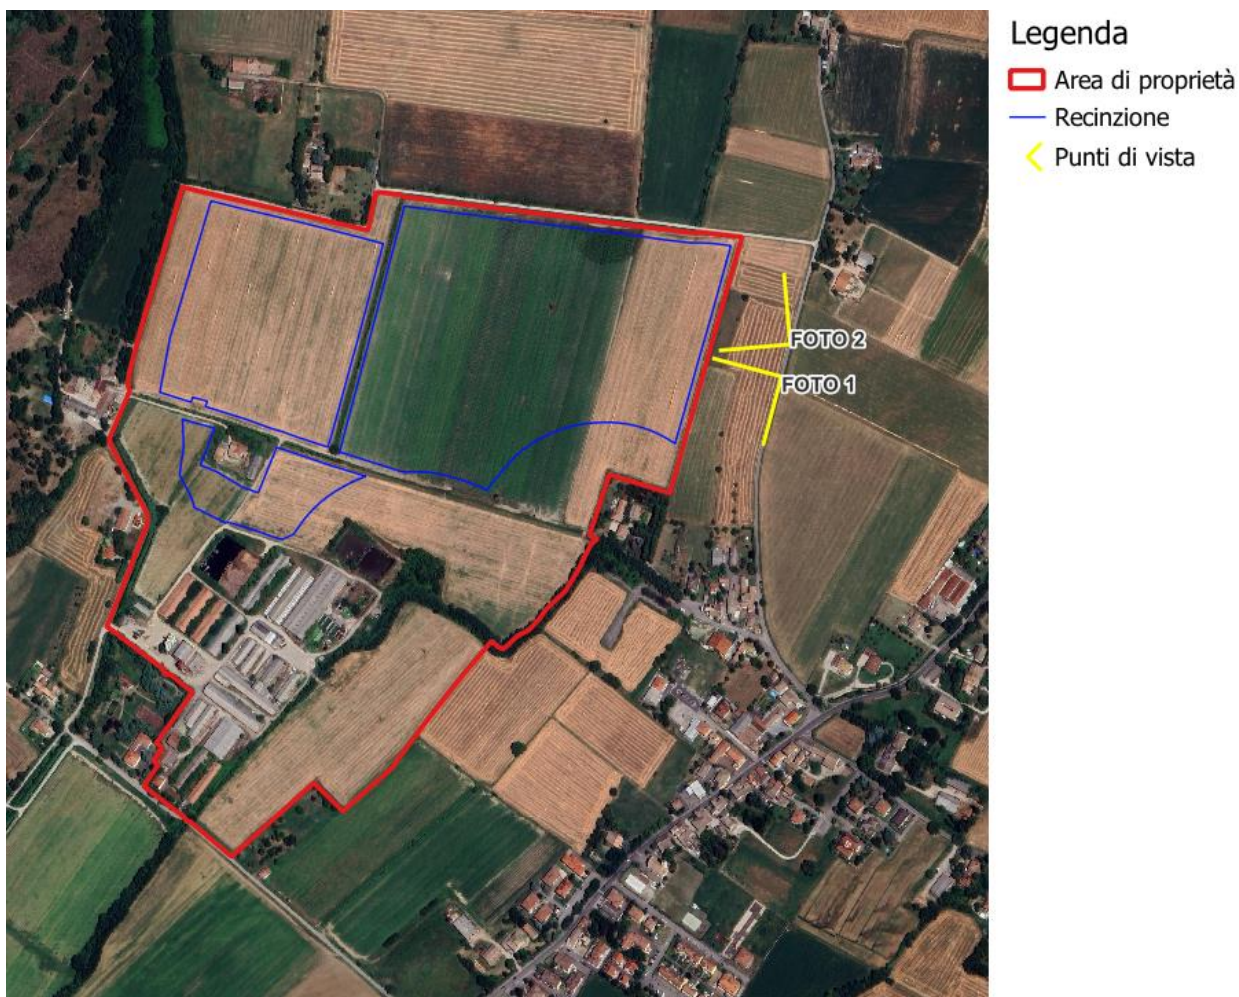 Legenda
Area di proprietà
Recinzione
Punti di vista
FOTO 2
FOTO 1